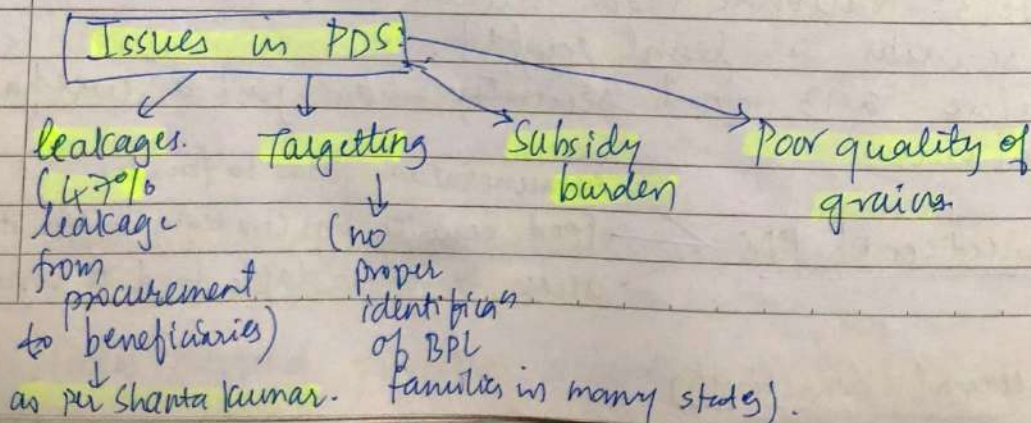 Issues in PDS:
leakages.
(47%
leakage
from
procurement
to beneficiaries)
as per Shanta Kumar.
Targetting
(no
proper
identificaⁿ
of BPL
families in many states).
Subsidy
burden
Poor quality of
grains